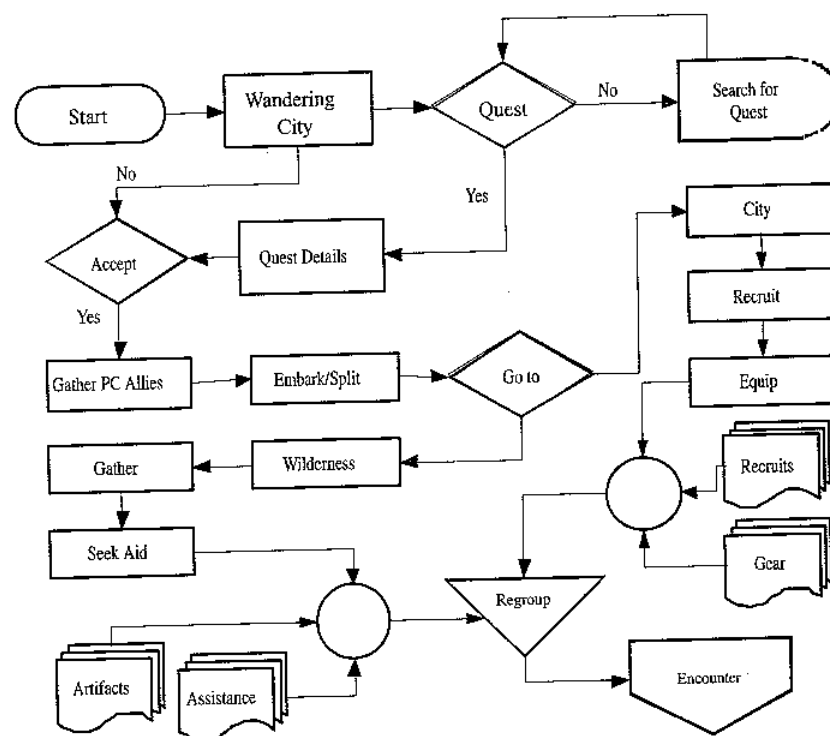 Start
Wandering
City
Quest
No
Search for
Quest
No
Yes
City
Accept
Quest Details
Recruit
Yes
Gather PC Allies
Embark/Split
Go to
Equip
Gather
Wilderness
Recruits
Seek Aid
Gear
Regroup
Artifacts
Assistance
Encounter